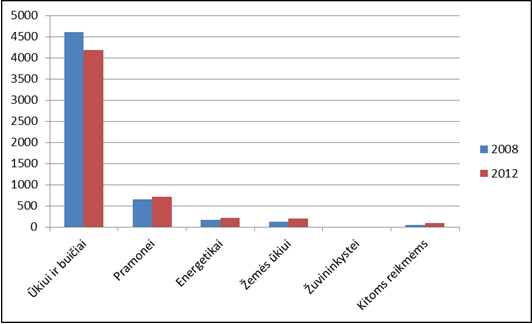 5000
4500
4000
3500
3000
2500
2000
1500
1000
500
0
Ūkiui ir buičiai
Pramonei
Energetikai
Žemės ūkiui
Žuvininkystei
Kitoms reikmėms
2008
2012